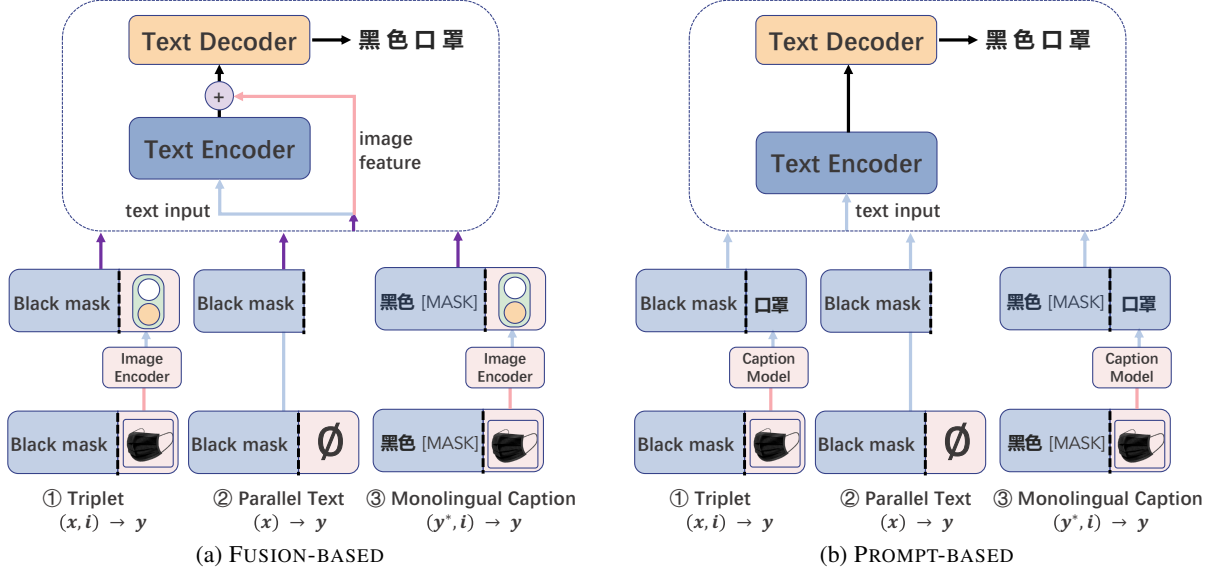 Text Decoder
黑色口罩
+
Text Encoder
image
feature
text input
Black mask
Black mask
黑色 [MASK]
Image
Encoder
Image
Encoder
Black mask
Black mask
Ø
黑色 [MASK]
① Triplet
(x, i) → y
② Parallel Text
(x) → y
③ Monolingual Caption
(y*, i) → y
(a) FUSION-BASED
Text Decoder
黑色口罩
Text Encoder
text input
Black mask
口罩
Black mask
黑色 [MASK]
口罩
Caption
Model
Caption
Model
Black mask
Black mask
Ø
黑色 [MASK]
① Triplet
(x, i) → y
② Parallel Text
(x) → y
③ Monolingual Caption
(y*, i) → y
(b) PROMPT-BASED